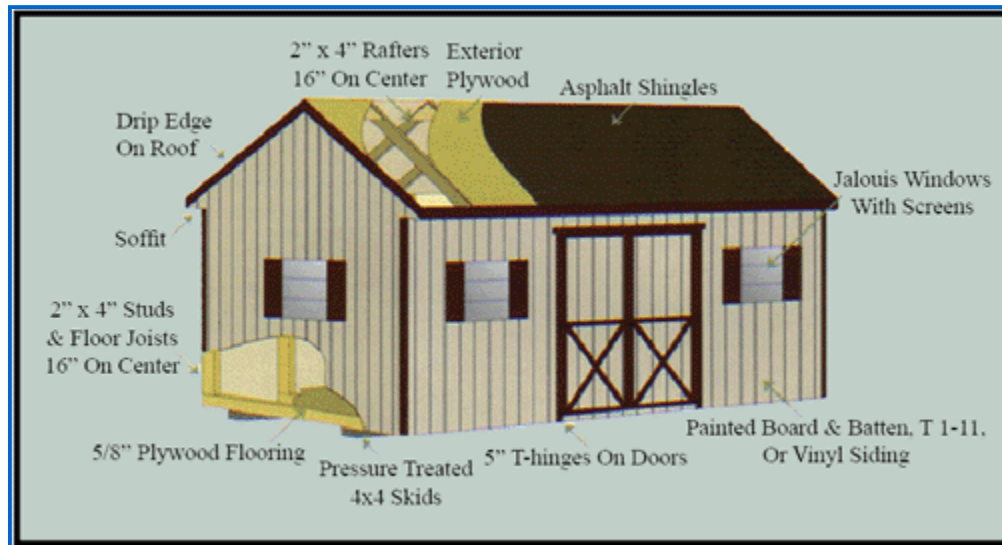 2” x 4” Rafters
16” On Center
Exterior
Plywood
Asphalt Shingles
Drip Edge
On Roof
Jalouis Windows
With Screens
Soffit
2” x 4” Studs
& Floor Joists
16” On Center
5/8” Plywood Flooring
Pressure Treated
4x4 Skids
5” T-hinges On Doors
Painted Board & Batten, T 1-11,
Or Vinyl Siding